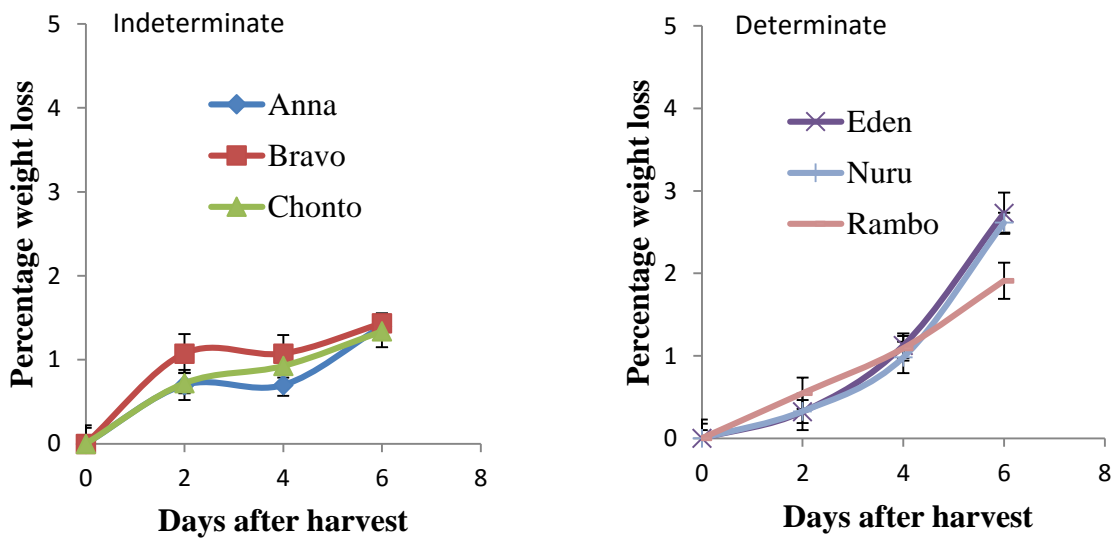 Indeterminate
Percentage weight loss
5
4
3
2
1
0
Anna
Bravo
Chonto
0 2 4 6 8
Days after harvest
Determinate
Percentage weight loss
5
4
3
2
1
0
Eden
Nuru
Rambo
0 2 4 6 8
Days after harvest